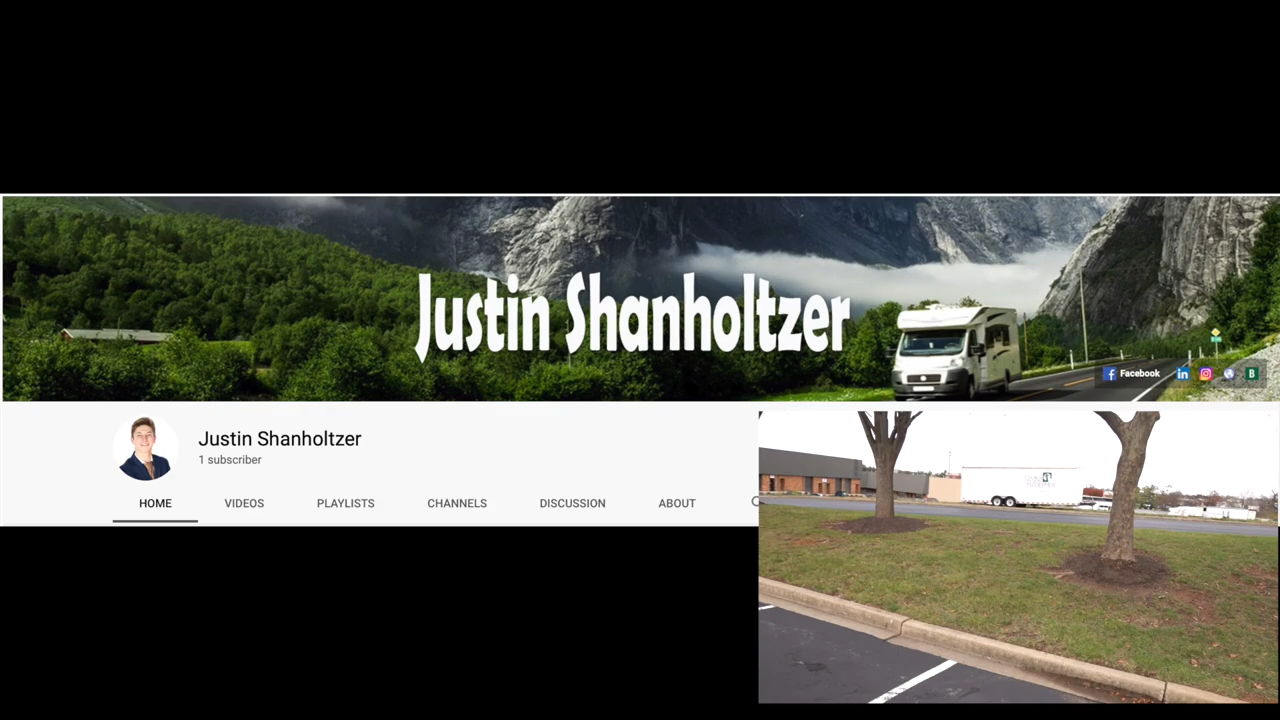 Justin Shanholtzer
Facebook
Justin Shanholtzer
1 subscriber
HOME VIDEOS PLAYLISTS CHANNELS DISCUSSION ABOUT